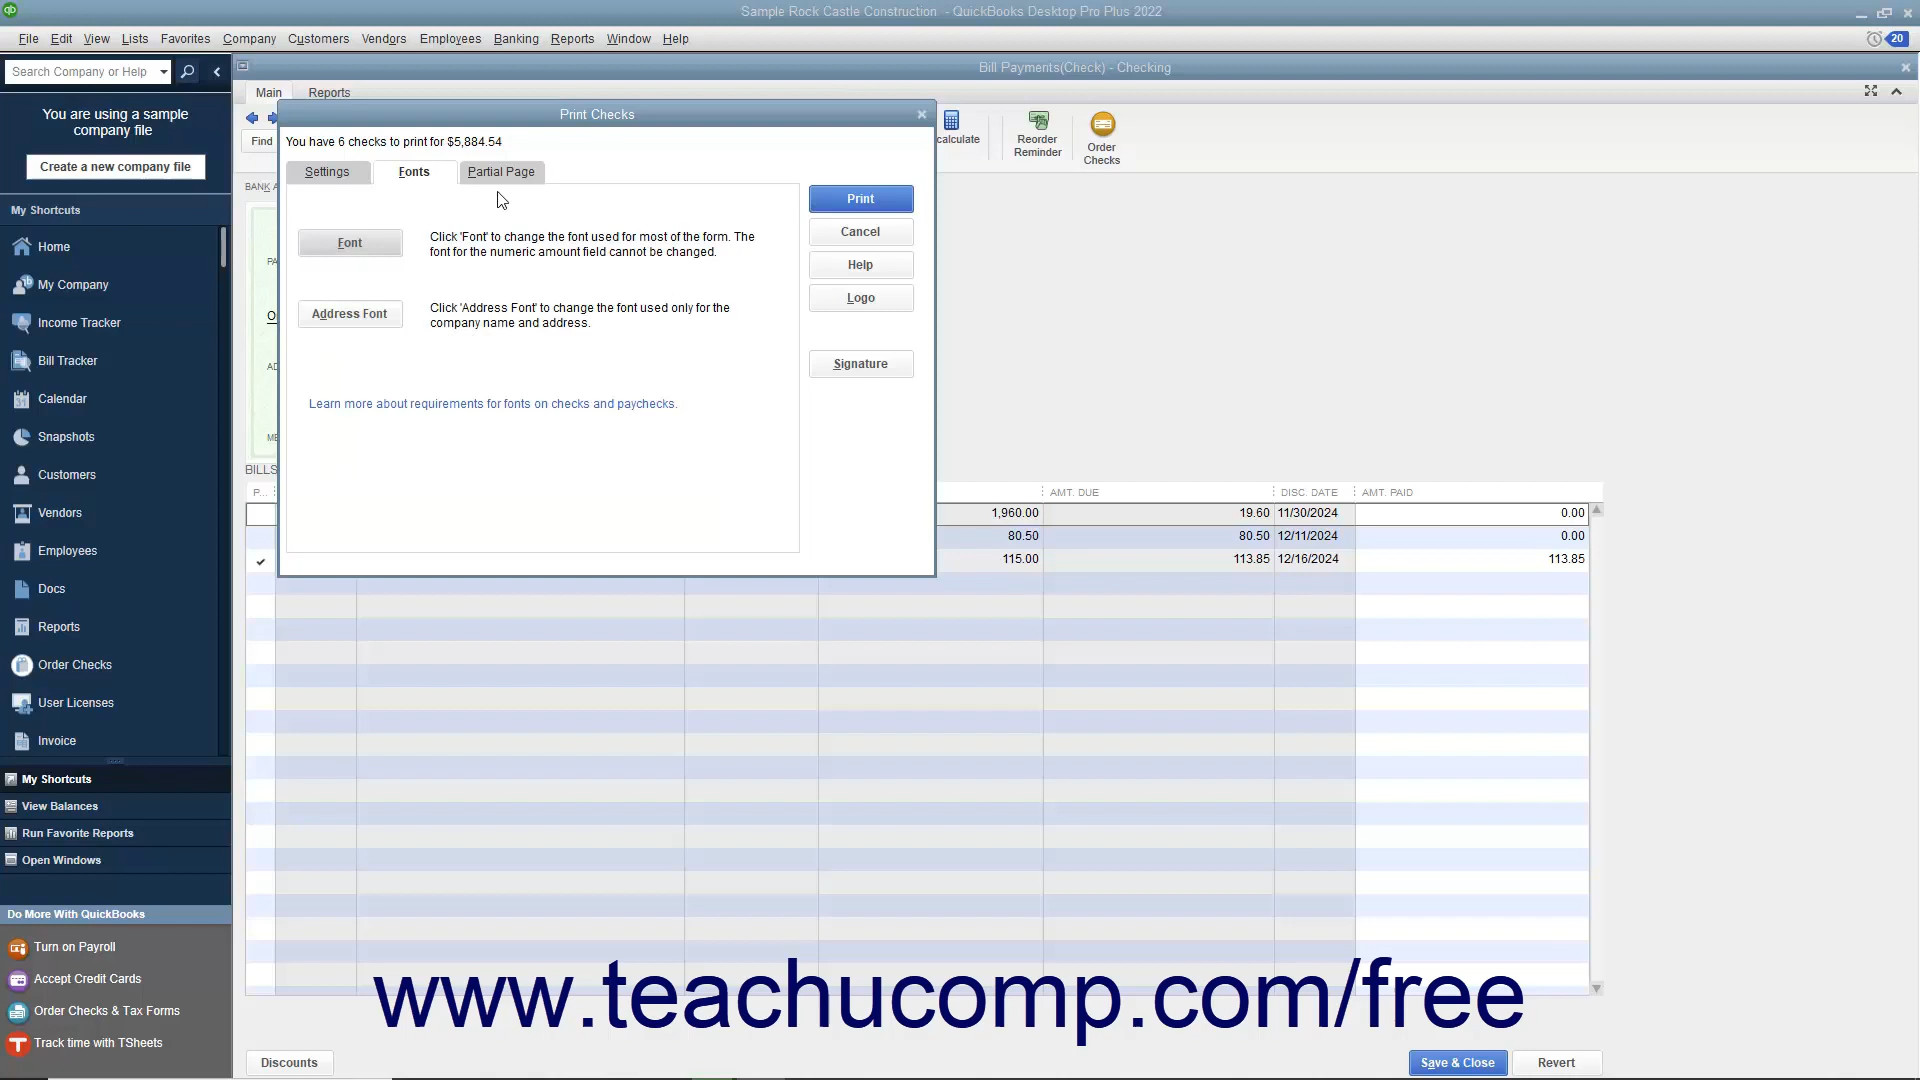 Sample Rock Castle Construction - QuickBooks Desktop Pro Plus 2022
File Edit View Lists Favorites Company Customers Vendors Employees Banking Reports Window Help
20
Search Company or Help
Bill Payments(Check) - Checking
Main Reports
You are using a sample
company file
Create a new company file
Find
Print Checks
You have 6 checks to print for $5,884.54
Settings Fonts Partial Page
Font
Click 'Font' to change the font used for most of the form. The
font for the numeric amount field cannot be changed.
Address Font
Click 'Address Font' to change the font used only for the
company name and address.
Learn more about requirements for fonts on checks and paychecks.
Print
Cancel
Help
Logo
Signature
calculate
Reorder
Reminder
Order
Checks
BANK A
BILLS
P... AMT. DUE DISC. DATE AMT. PAID
1,960.00 19.60 11/30/2024 0.00
80.50 80.50 12/11/2024 0.00
115.00 113.85 12/16/2024 113.85
My Shortcuts
Home
My Company
Income Tracker
Bill Tracker
31 Calendar
Snapshots
Customers
Vendors
Employees
Docs
Reports
Order Checks
User Licenses
Invoice
My Shortcuts
View Balances
Run Favorite Reports
Open Windows
Do More With QuickBooks
Turn on Payroll
Accept Credit Cards
Order Checks & Tax Forms
Track time with TSheets
www.teachucomp.com/free
Discounts
Save & Close Revert